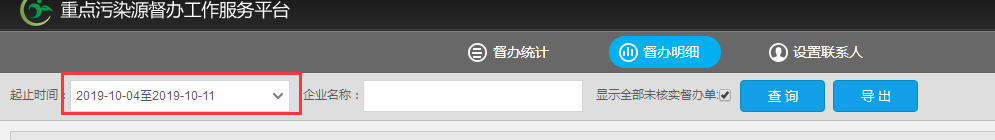 重点污染源督办工作服务平台
督办统计 督办明细 设置联系人
起止时间: 2019-10-04至2019-10-11 企业名称: 显示全部未核实督办单: 查 询 导 出